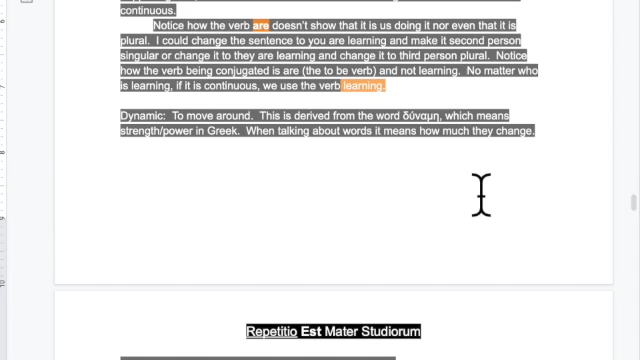 continuous.
Notice how the verb are doesn't show that it is us doing it nor even that it is
plural. I could change the sentence to you are learning and make it second person
singular or change it to they are learning and change it to third person plural. Notice
how the verb being conjugated is are (the to be verb) and not learning. No matter who
is learning, if it is continuous, we use the verb learning.
Dynamic: To move around. This is derived from the word δύναμη, which means
strength/power in Greek. When talking about words it means how much they change.
Repetitio Est Mater Studiorum